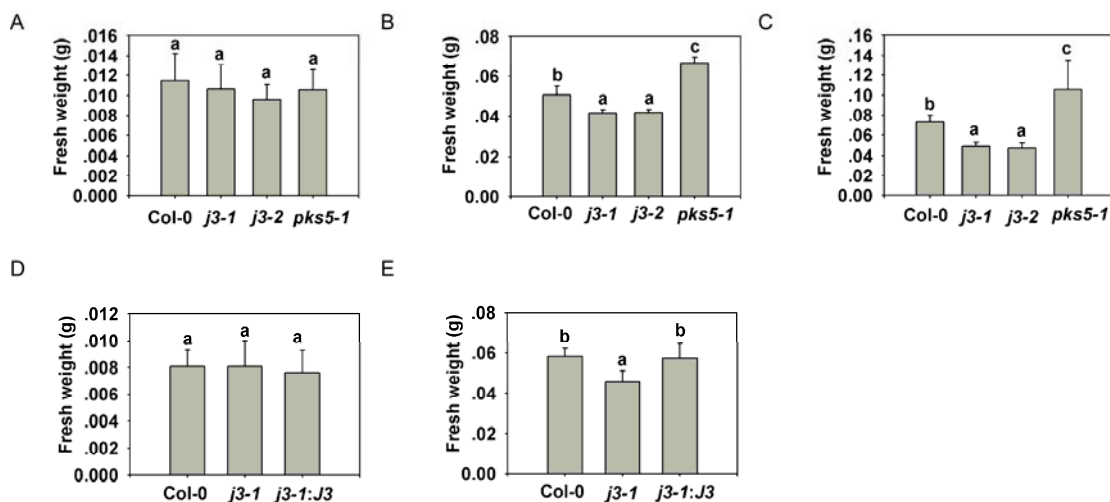 A
Fresh weight (g)
.016
.014
.012
.010
.008
.006
.004
.002
0.000
a a a a
Col-0 j3-1 j3-2 pks5-1
B
Fresh weight (g)
.08
.06
.04
.02
0.00
b a a c
Col-0 j3-1 j3-2 pks5-1
C
Fresh weight (g)
.16
.14
.12
.10
.08
.06
.04
.02
0.00
b a a c
Col-0 j3-1 j3-2 pks5-1
D
Fresh weight (g)
.012
.010
.008
.006
.004
.002
0.000
a a a
Col-0 j3-1 j3-1:J3
E
Fresh weight (g)
.08
.06
.04
.02
0.00
b a b
Col-0 j3-1 j3-1:J3